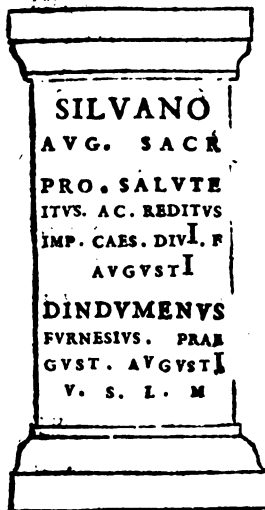 SILVANO
AVG. SACR
PRO. SALVTE
ITVS. AC. REDITVS
IMP. CAES. DIVI. F
AVGVSTI
DINDVMENVS
FVRNESIVS. PRAE
GVST. AVGVSTI
V. S. L. M